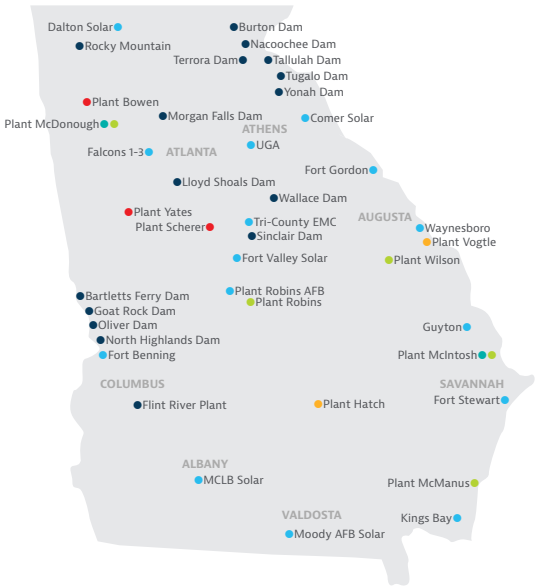 Dalton Solar
Burton Dam
Rocky Mountain
Nacoochee Dam
Terrora Dam
Tallulah Dam
Tugalo Dam
Yonah Dam
Plant Bowen
Morgan Falls Dam
Comer Solar
Plant McDonough
ATHENS
UGA
Falcons 1-3
ATLANTA
Fort Gordon
Lloyd Shoals Dam
Wallace Dam
Plant Yates
AUGUSTA
Tri-County EMC
Plant Scherer
Waynesboro
Sinclair Dam
Plant Vogtle
Fort Valley Solar
Plant Wilson
Plant Robins AFB
Bartletts Ferry Dam
Plant Robins
Goat Rock Dam
Oliver Dam
Guyton
North Highlands Dam
Fort Benning
Plant McIntosh
COLUMBUS
SAVANNAH
Fort Stewart
Flint River Plant
Plant Hatch
ALBANY
MCLB Solar
Plant McManus
VALDOSTA
Kings Bay
Moody AFB Solar